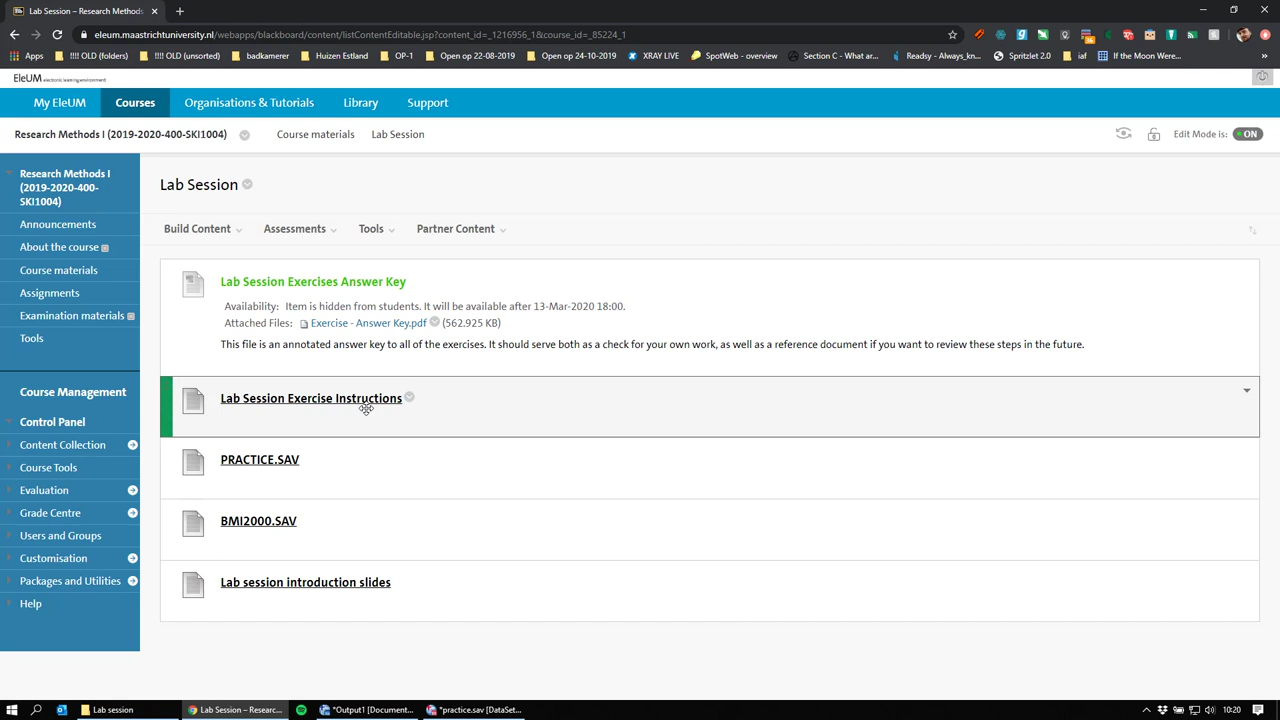 Lab Session – Research Methods
eleum.maastrichtuniversity.nl/webapps/blackboard/content/listContentEditable.jsp?content_id=_1216956_1&course_id=_85224_1
Apps !!!! OLD (folders) !!!! OLD (unsorted) badkamerer Huizen Estland OP-1 Open op 22-08-2019 Open op 24-10-2019 XRAY LIVE SpotWeb - overview Section C - What ar... Readsy - Always_kn... Spritzlet 2.0 iaf If the Moon Were... »
EleUM electronic learning environment
My EleUM Courses Organisations & Tutorials Library Support
Research Methods I (2019-2020-400-SKI1004) Course materials Lab Session Edit Mode is: ON
Research Methods I
(2019-2020-400-
SKI1004)
Announcements
About the course
Course materials
Assignments
Examination materials
Tools
Course Management
Control Panel
Content Collection
Course Tools
Evaluation
Grade Centre
Users and Groups
Customisation
Packages and Utilities
Help
Lab Session
Build Content Assessments Tools Partner Content
Lab Session Exercises Answer Key
Availability: Item is hidden from students. It will be available after 13-Mar-2020 18:00.
Attached Files: Exercise - Answer Key.pdf (562.925 KB)
This file is an annotated answer key to all of the exercises. It should serve both as a check for your own work, as well as a reference document if you want to review these steps in the future.
Lab Session Exercise Instructions
PRACTICE.SAV
BMI2000.SAV
Lab session introduction slides
Lab session Lab Session – Researc... *Output1 [Document... *practice.sav [DataSet... 10:20